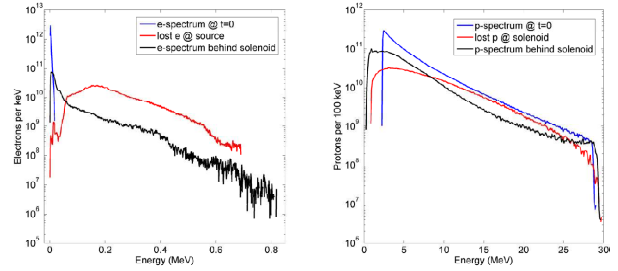 10^13
10^12
10^11
10^10
10^9
10^8
10^7
10^6
10^5
Electrons per keV
e-spectrum @ t=0
lost e @ source
e-spectrum behind solenoid
0 0.2 0.4 0.6 0.8
Energy (MeV)
10^12
10^11
10^10
10^9
10^8
10^7
10^6
10^5
Protons per 100 keV
p-spectrum @ t=0
lost p @ solenoid
p-spectrum behind solenoid
0 5 10 15 20 25 30
Energy (MeV)